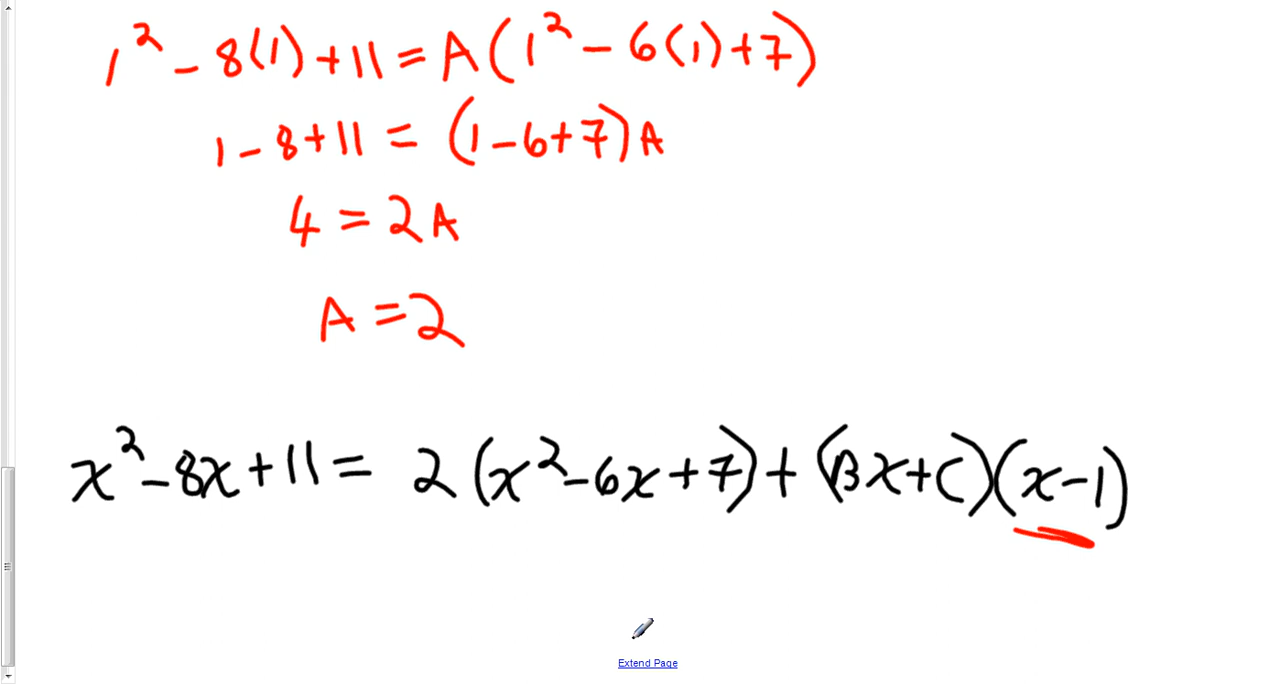 1² - 8(1) + 11 = A(1² - 6(1) + 7)
1 - 8 + 11 = (1 - 6 + 7)A
4 = 2A
A = 2
x² - 8x + 11 = 2(x² - 6x + 7) + (Bx + C)(x - 1)
Extend Page